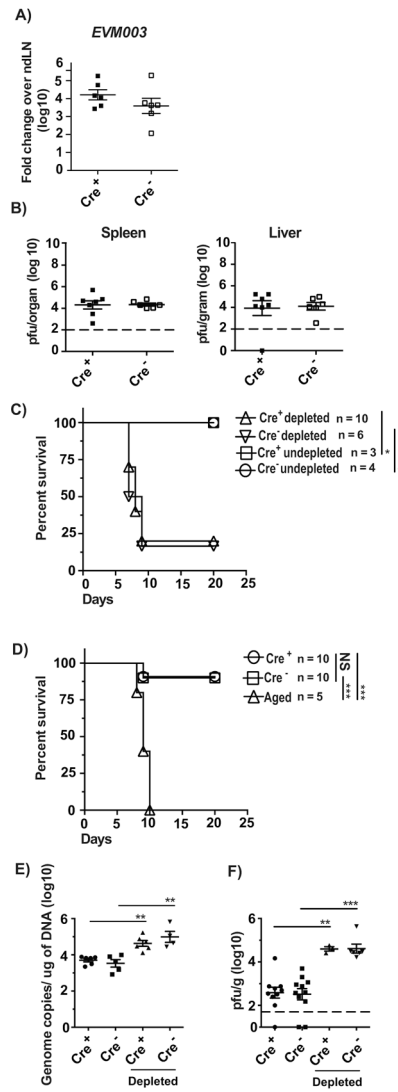 A)
EVM003
Fold change over ndLN (log10)
6
5
4
3
2
1
0
Cre+
Cre-
B)
Spleen
pfu/organ (log 10)
10
8
6
4
2
0
Cre+
Cre-
Liver
pfu/gram (log 10)
10
8
6
4
2
0
Cre+
Cre-
C)
Percent survival
100
75
50
25
0
0 5 10 15 20 25
Days
Cre+ depleted n = 10
Cre- depleted n = 6
Cre+ undepleted n = 3
Cre- undepleted n = 4
*
D)
Percent survival
100
75
50
25
0
0 5 10 15 20 25
Days
Cre+ n = 10
Cre- n = 10
Aged n = 5
NS
***
***
E)
Genome copies/ ug of DNA (log10)
6
4
2
0
**
**
Cre+
Cre-
Cre+
Cre-
Depleted
F)
pfu/g (log10)
6
4
2
0
***
**
Cre+
Cre-
Cre+
Cre-
Depleted